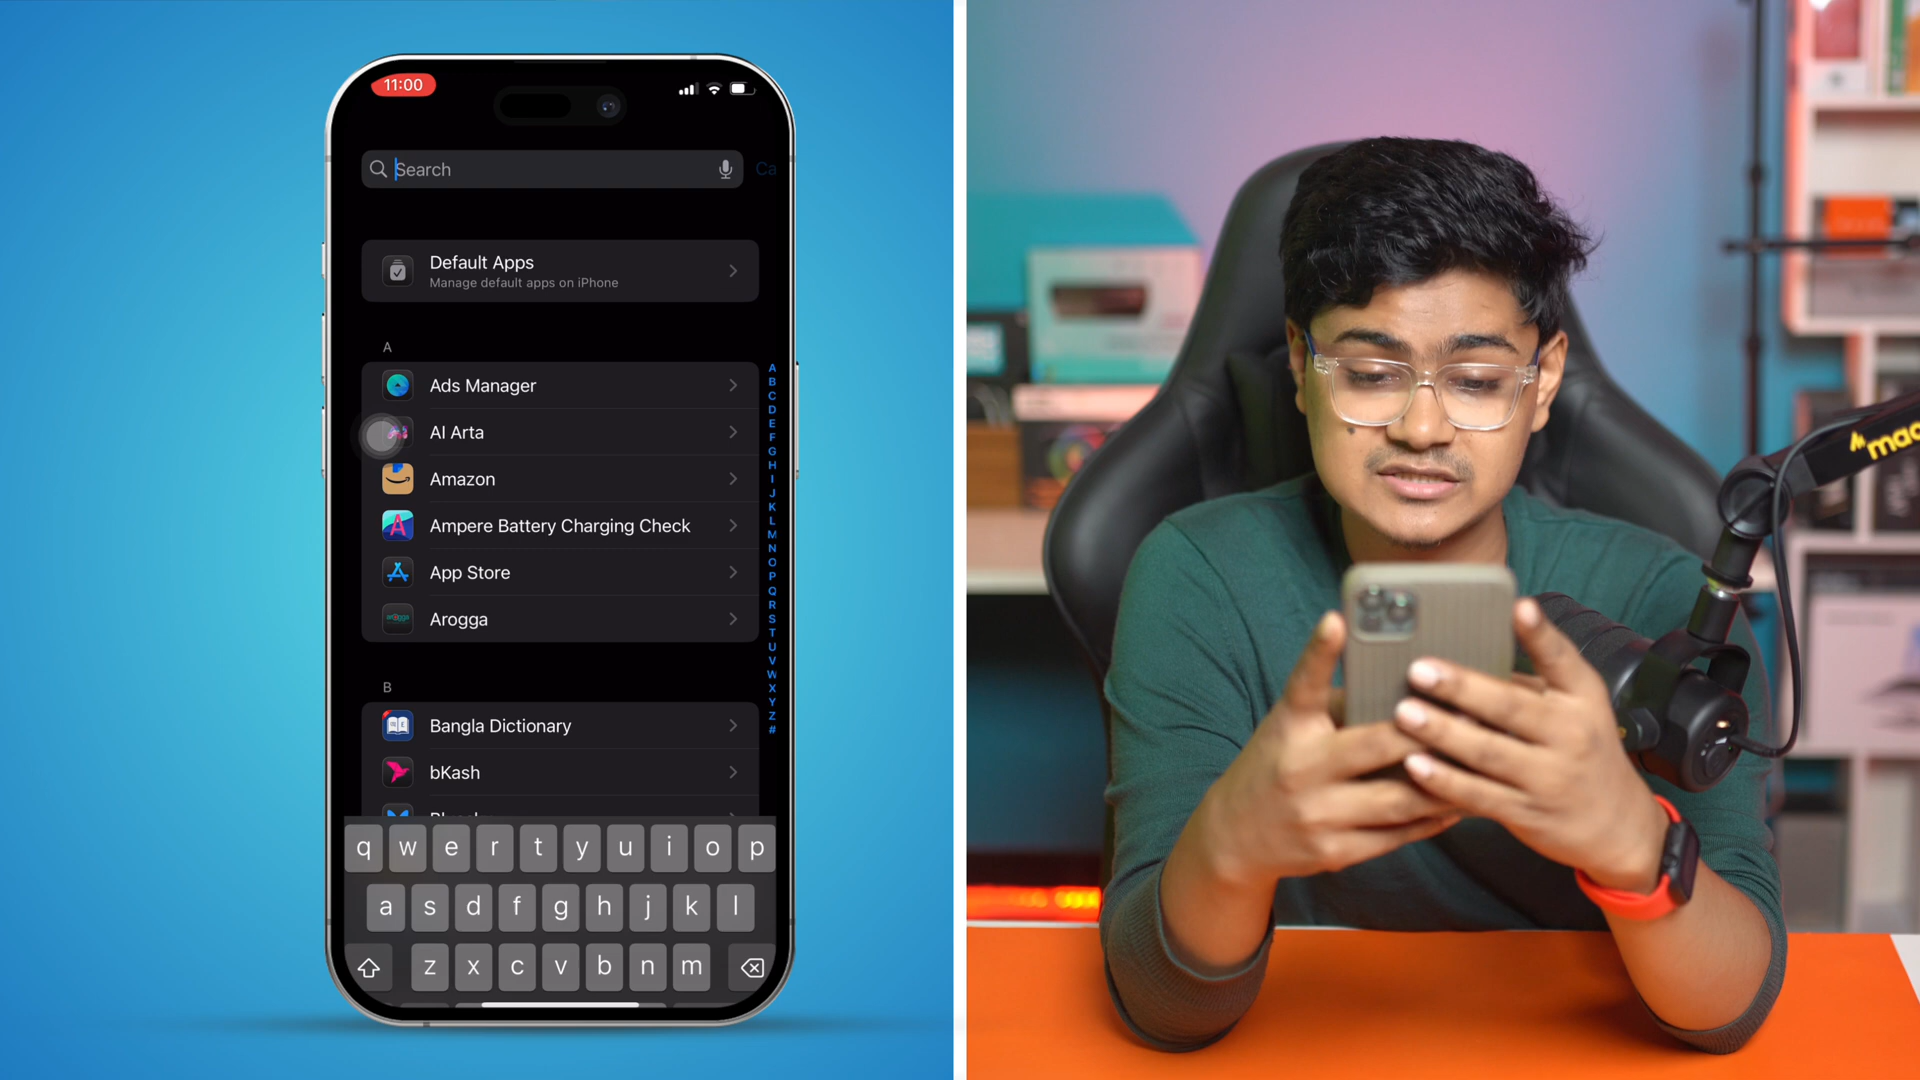 11:00
Search
Ca
Default Apps
Manage default apps on iPhone
A
Ads Manager
AI Arta
Amazon
Ampere Battery Charging Check
App Store
Arogga
B
Bangla Dictionary
bKash
A
B
C
D
E
F
G
H
I
J
K
L
M
N
O
P
Q
R
S
T
U
V
W
X
Y
Z
#
q w e r t y u i o p
a s d f g h j k l
z x c v b n m